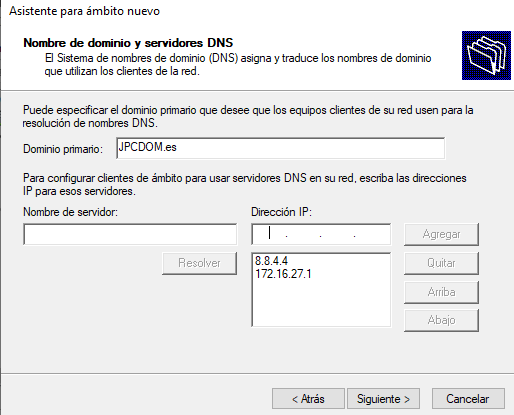 Asistente para ámbito nuevo
Nombre de dominio y servidores DNS
El Sistema de nombres de dominio (DNS) asigna y traduce los nombres de dominio
que utilizan los clientes de la red.
Puede especificar el dominio primario que desee que los equipos clientes de su red usen para la
resolución de nombres DNS.
Dominio primario: JPCDOM.es
Para configurar clientes de ámbito para usar servidores DNS en su red, escriba las direcciones
IP para esos servidores.
Nombre de servidor: Dirección IP:
. . . Agregar
Resolver 8.8.4.4 Quitar
172.16.27.1
Arriba
Abajo
< Atrás Siguiente > Cancelar